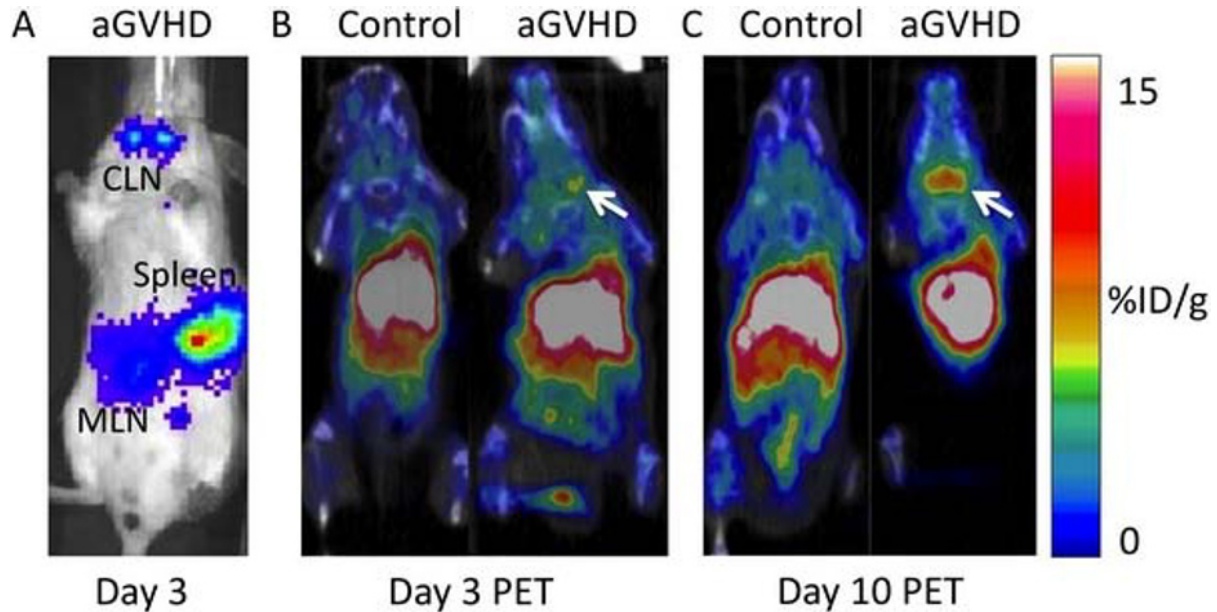 A aGVHD B Control aGVHD C Control aGVHD
CLN
Spleen
MLN
15
%ID/g
0
Day 3 Day 3 PET Day 10 PET